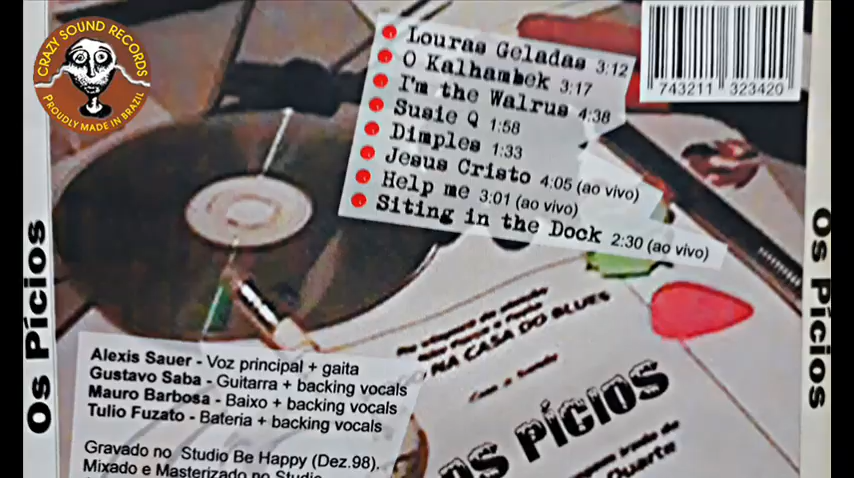 CRAZY SOUND RECORDS
PROUDLY MADE IN BRAZIL
Louras Geladas 3:12
O Kalhambek 3:17
I'm the Walrus 4:38
Susie Q 1:58
Dimples 1:33
Jesus Cristo 4:05 (ao vivo)
Help me 3:01 (ao vivo)
Siting in the Dock 2:30 (ao vivo)
743211 323420
Os Pícios
Os Pícios
NA CASA DO BLUES
Com a banda
OS PÍCIOS
Duarte
Alexis Sauer - Voz principal + gaita
Gustavo Saba - Guitarra + backing vocals
Mauro Barbosa - Baixo + backing vocals
Tulio Fuzato - Bateria + backing vocals
Gravado no Studio Be Happy (Dez.98).
Mixado e Masterizado no Studio